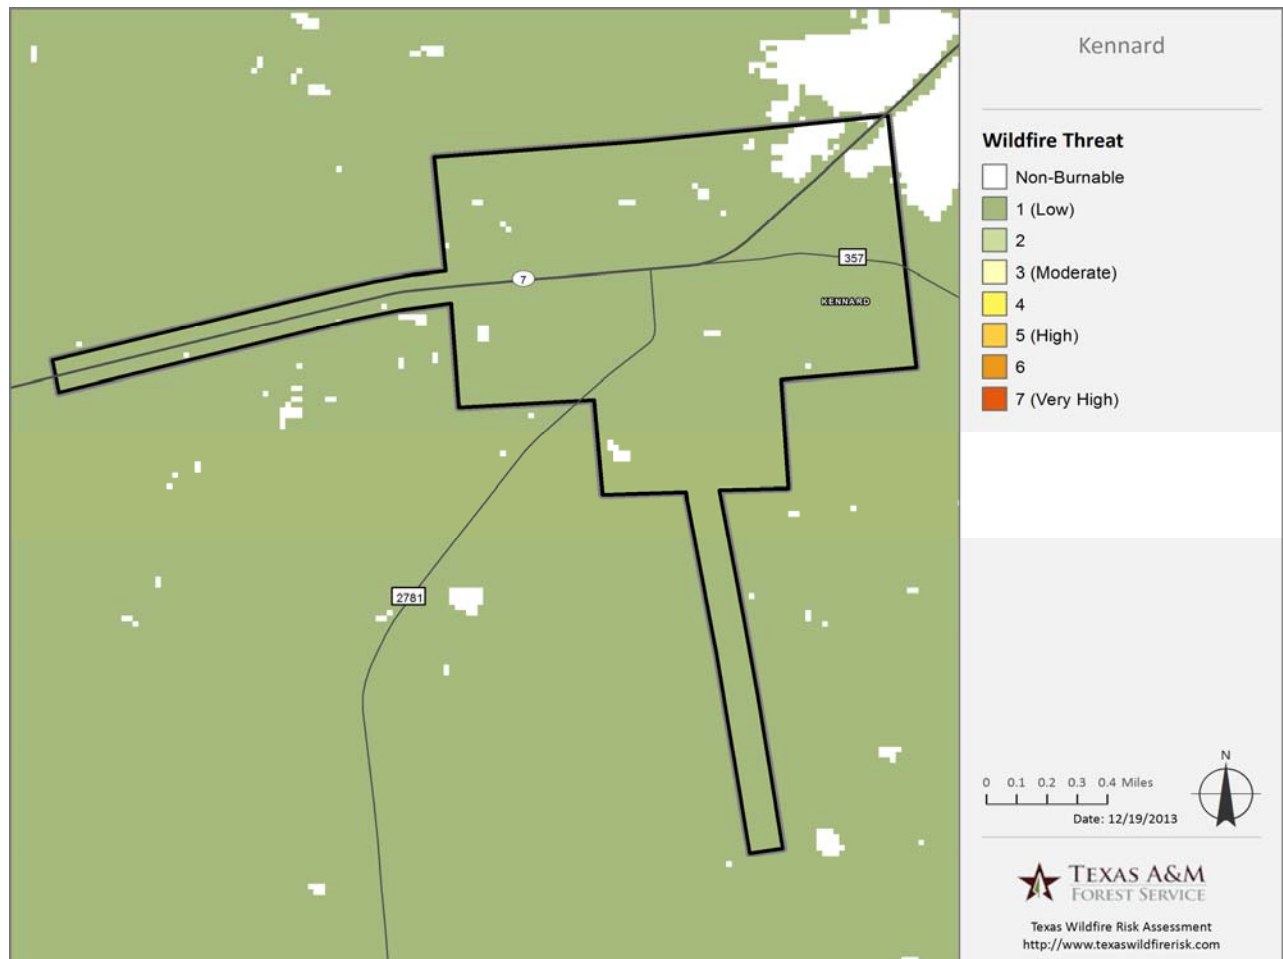 Kennard
Wildfire Threat
Non-Burnable
1 (Low)
2
3 (Moderate)
4
5 (High)
6
7 (Very High)
357
7
KENNARD
2781
N
0 0.1 0.2 0.3 0.4 Miles
Date: 12/19/2013
TEXAS A&M
FOREST SERVICE
Texas Wildfire Risk Assessment
http://www.texaswildfirerisk.com